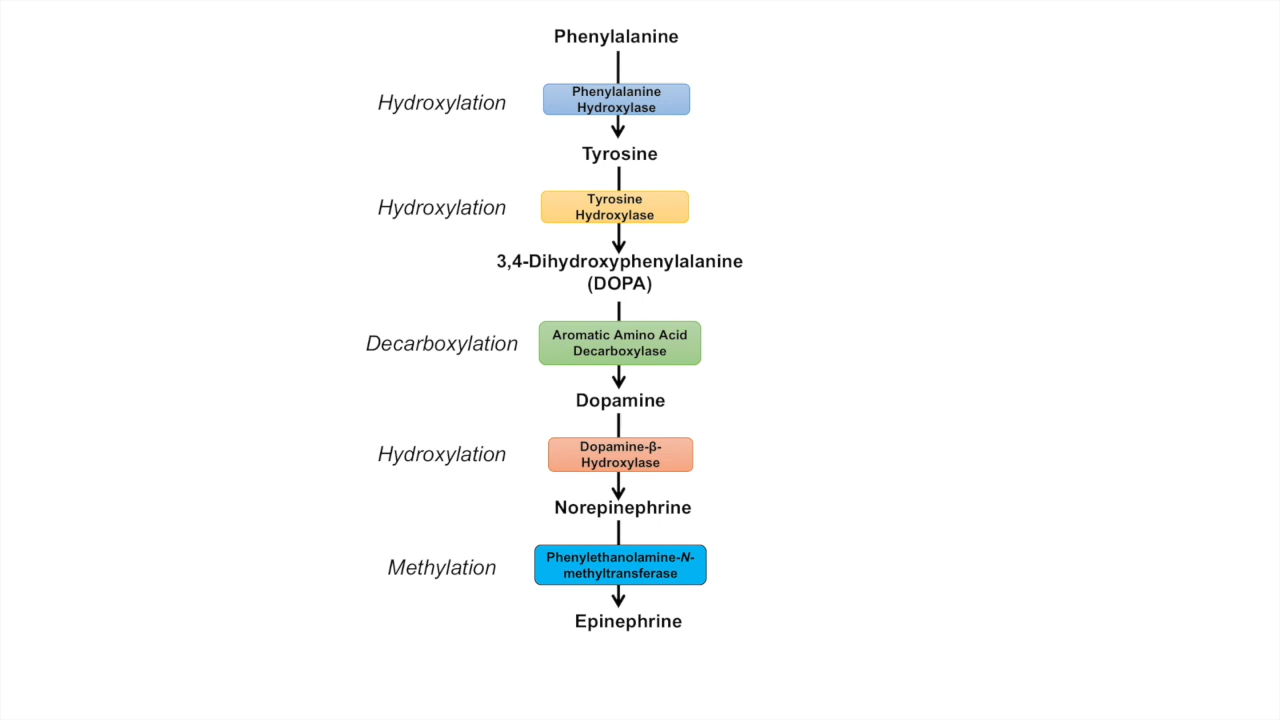 Phenylalanine
Hydroxylation
Phenylalanine
Hydroxylase
Tyrosine
Hydroxylation
Tyrosine
Hydroxylase
3,4-Dihydroxyphenylalanine
(DOPA)
Decarboxylation
Aromatic Amino Acid
Decarboxylase
Dopamine
Hydroxylation
Dopamine-β-
Hydroxylase
Norepinephrine
Methylation
Phenylethanolamine-N-
methyltransferase
Epinephrine